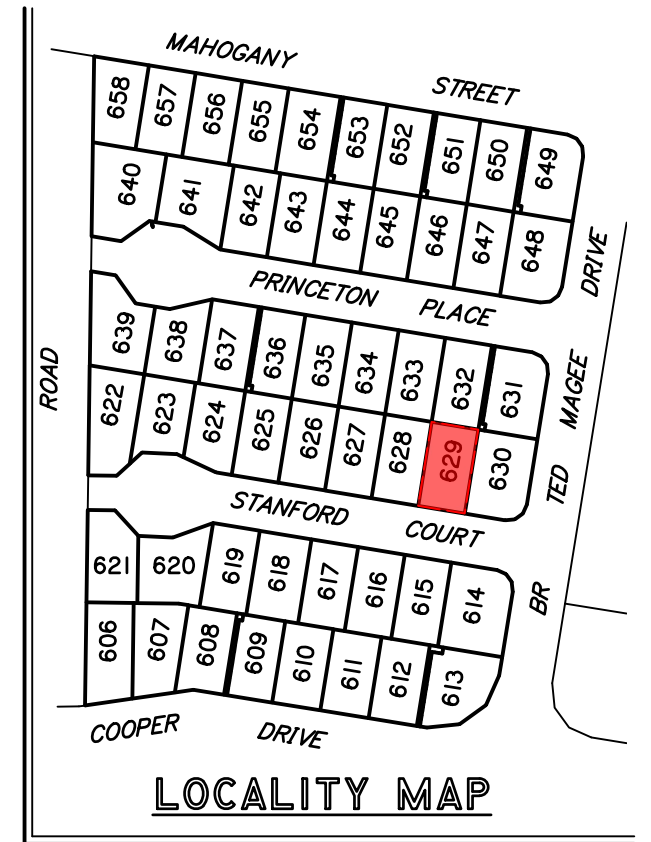 MAHOGANY STREET
658 657 656 655 654 653 652 651 650 649
640 641 642 643 644 645 646 647 648
PRINCETON PLACE
DRIVE
639 638 637 636 635 634 633 632 631
ROAD
MAGEE
622 623 624 625 626 627 628 629 630
TED
STANFORD COURT
BR
621 620 619 618 617 616 615 614
606 607 608 609 610 611 612 613
COOPER DRIVE
LOCALITY MAP